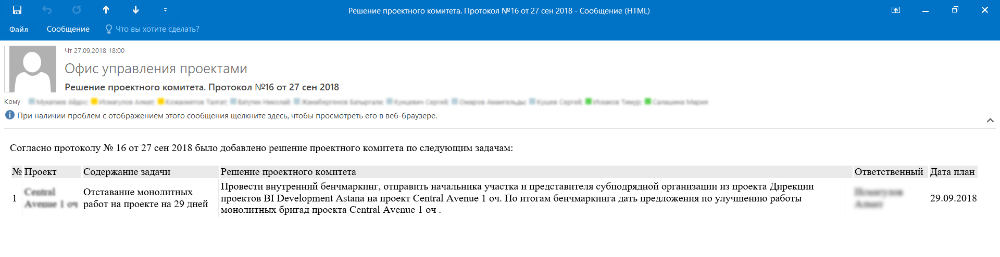 Решение проектного комитета. Протокол №16 от 27 сен 2018 - Сообщение (HTML)
Файл Сообщение Что вы хотите сделать?
Чт 27.09.2018 18:00
Офис управления проектами
Решение проектного комитета. Протокол №16 от 27 сен 2018
Кому
При наличии проблем с отображением этого сообщения щелкните здесь, чтобы просмотреть его в веб-браузере.
Согласно протоколу № 16 от 27 сен 2018 было добавлено решение проектного комитета по следующим задачам:
№ Проект Содержание задачи Решение проектного комитета Ответственный Дата план
1 Central Avenue 1 оч
Отставание монолитных
работ на проекте на 29 дней
Провести внутренний бенчмаркинг, отправить начальника участка и представителя субподрядной организации из проекта Дирекции
проектов BI Development Astana на проект Central Avenue 1 оч. По итогам бенчмаркинга дать предложения по улучшению работы
монолитных бригад проекта Central Avenue 1 оч .
29.09.2018